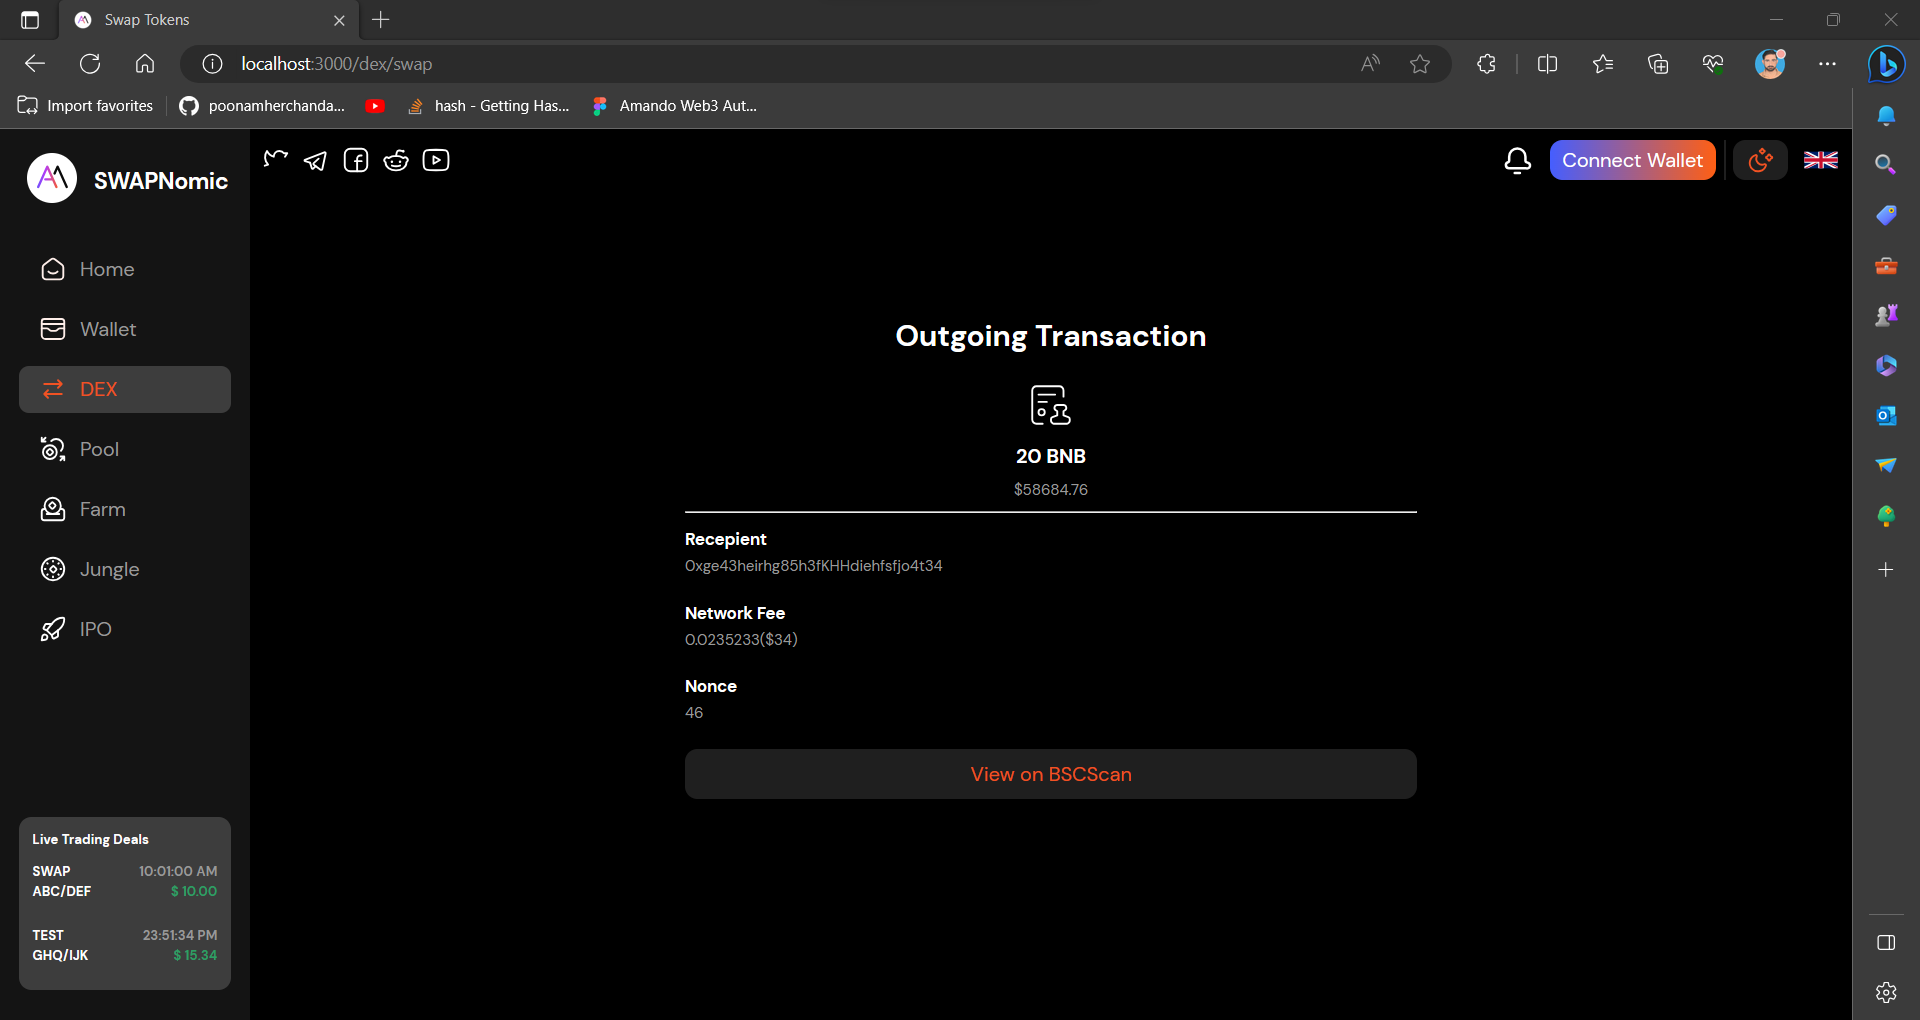 Swap Tokens
localhost:3000/dex/swap
Import favorites
poonamherchanda...
hash - Getting Has...
Amando Web3 Aut...
SWAPNomic
Connect Wallet
Home
Wallet
DEX
Pool
Farm
Jungle
IPO
Outgoing Transaction
20 BNB
$58684.76
Recepient
0xge43heirhg85h3fKHHdiehfsfjo4t34
Network Fee
0.0235233($34)
Nonce
46
View on BSCScan
Live Trading Deals
SWAP 10:01:00 AM
ABC/DEF $ 10.00
TEST 23:51:34 PM
GHQ/IJK $ 15.34